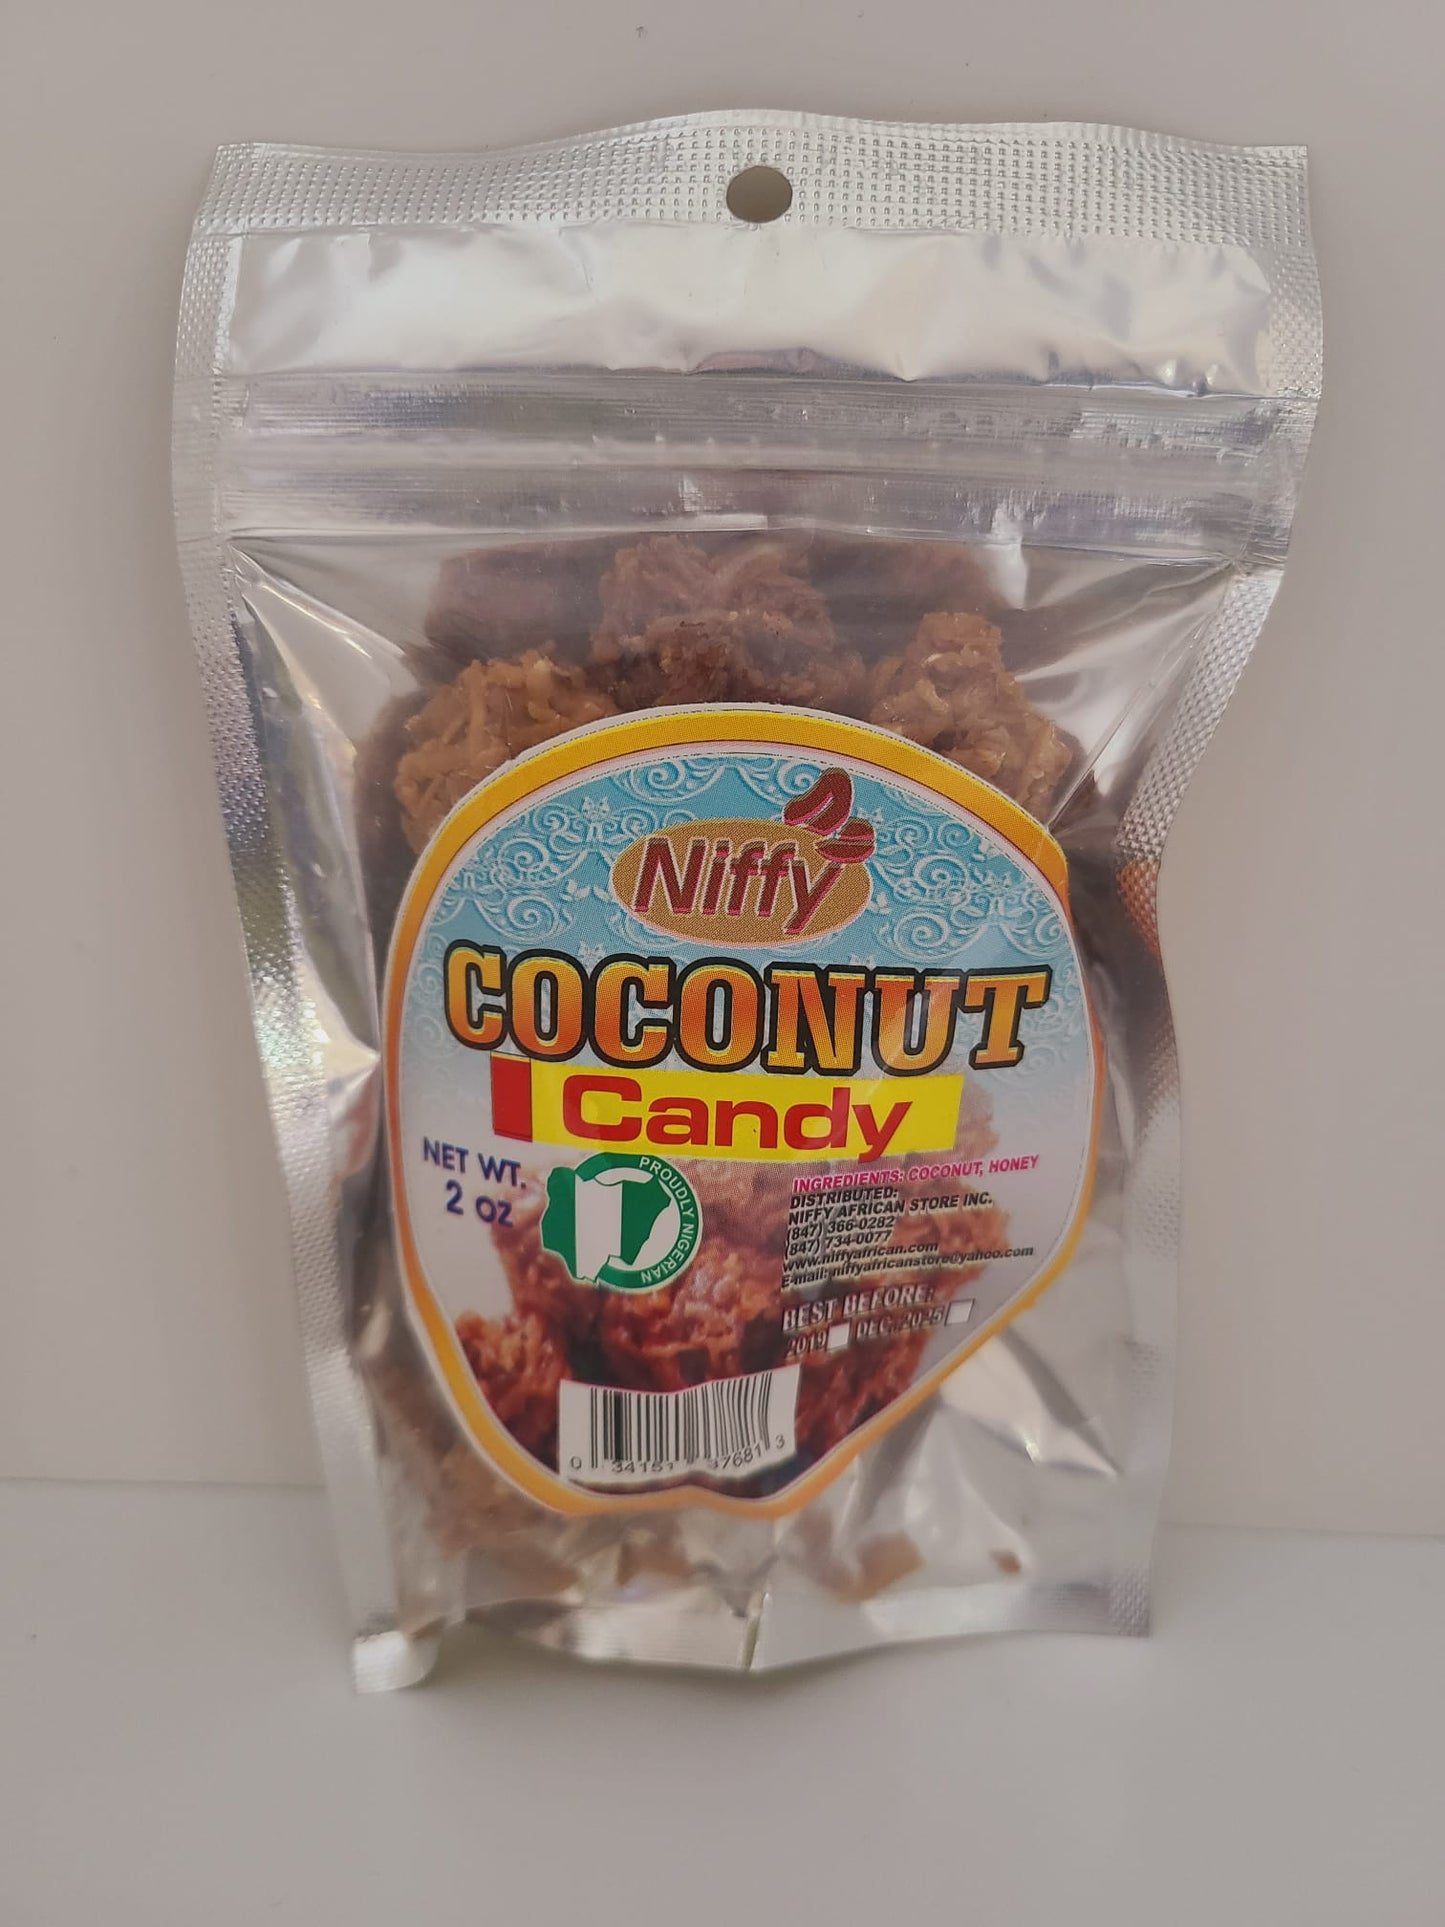 Niffy
COCONUT
Candy
NET WT.
2 OZ
PROUDLY NIGERIAN
INGREDIENTS: COCONUT, HONEY
DISTRIBUTED:
NIFFY AFRICAN STORE INC.
(847) 366-0282
(847) 734-0077
www.niffyafrican.com
E-mail: niffyafricanstore@yahoo.com
BEST BEFORE:
2019 DEC. 2025
0 34151 37681 3